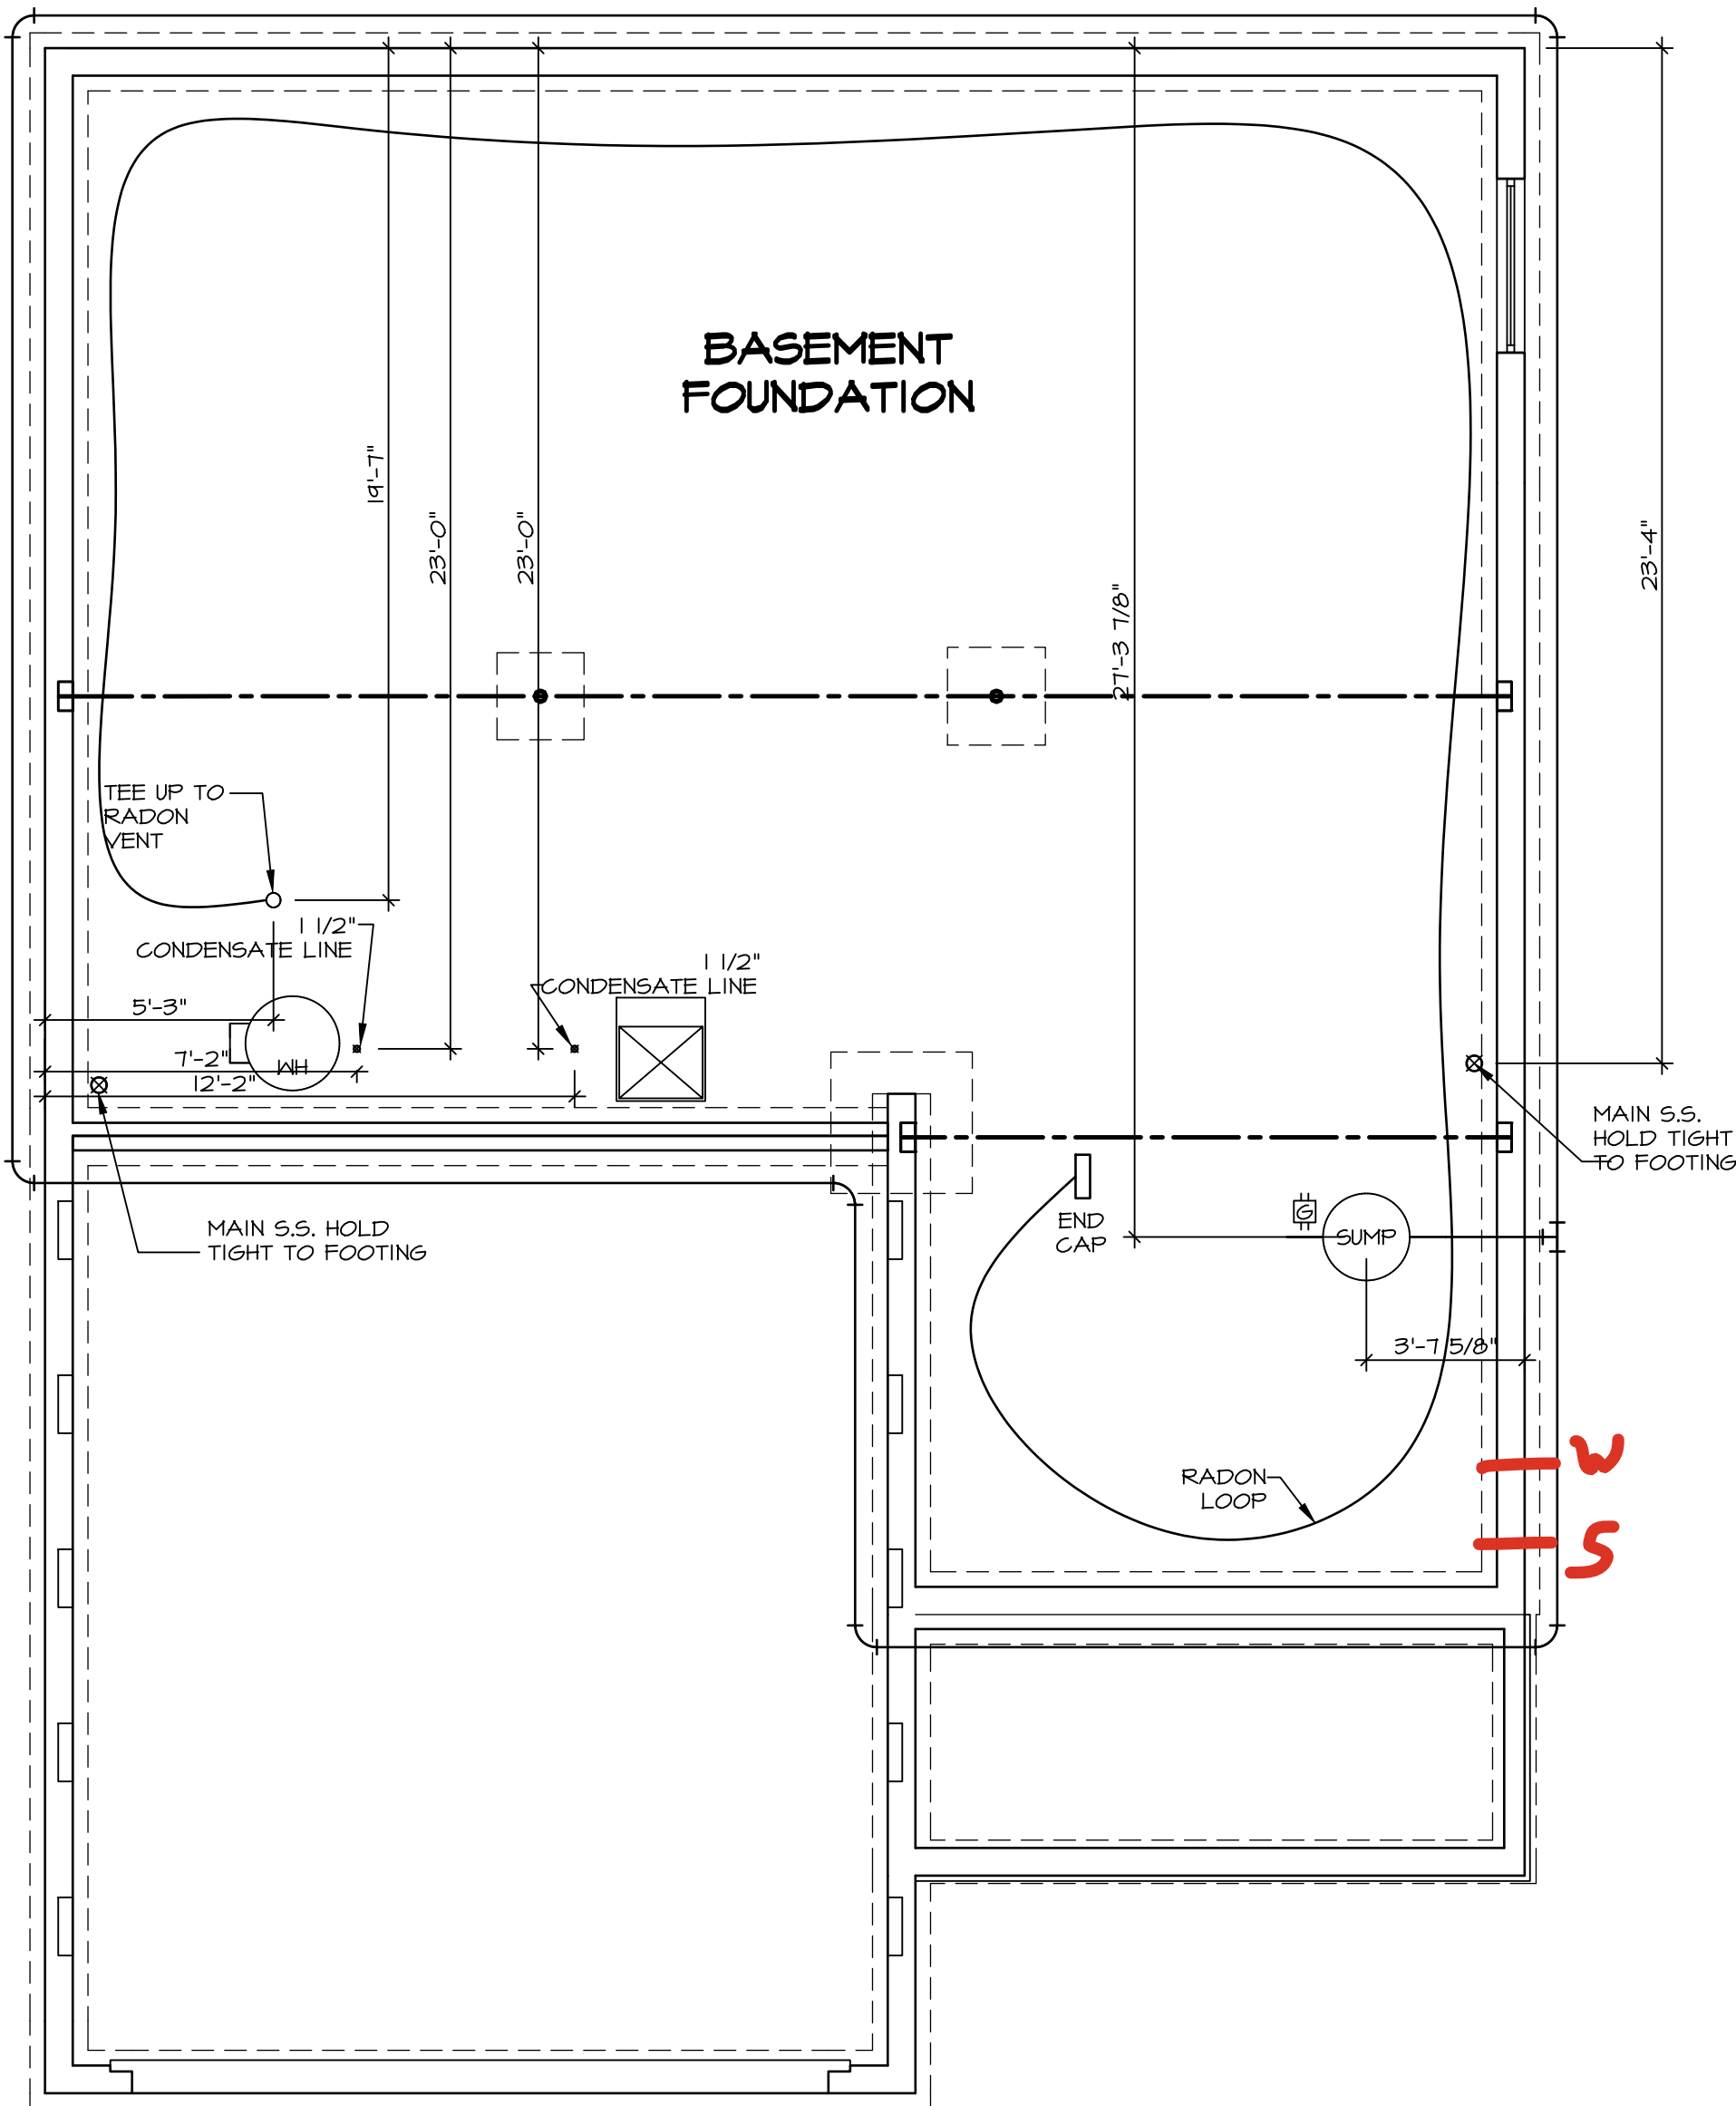 BASEMENT
FOUNDATION
19'-7"
23'-0"
23'-0"
27'-3 7/8"
23'-4"
TEE UP TO
RADON
VENT
1 1/2"
CONDENSATE LINE
1 1/2"
CONDENSATE LINE
5'-3"
7'-2"
12'-2"
WH
MAIN S.S. HOLD
TIGHT TO FOOTING
MAIN S.S.
HOLD TIGHT
TO FOOTING
END
CAP
G
SUMP
3'-7 5/8"
RADON
LOOP
W
S